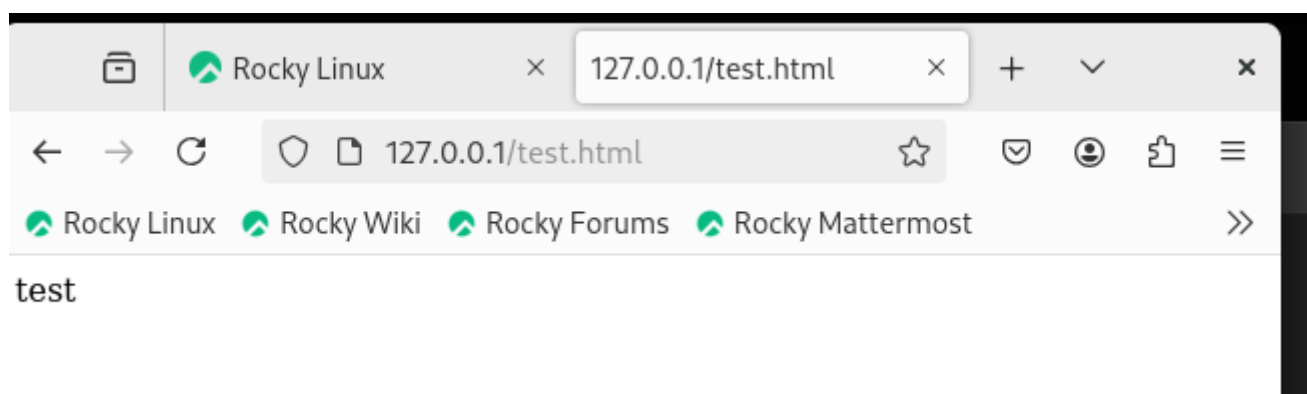 Rocky Linux 127.0.0.1/test.html
127.0.0.1/test.html
Rocky Linux Rocky Wiki Rocky Forums Rocky Mattermost
test